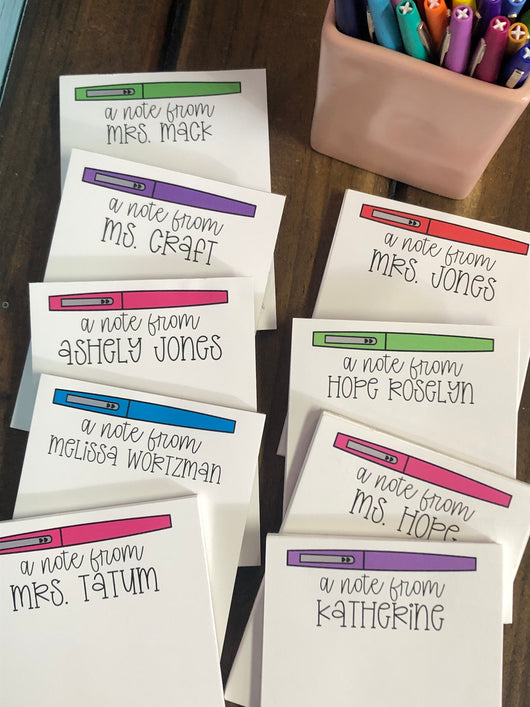 a note from
MRS. MACK
a note from
MS. CRAFT
a note from
ASHELY JONES
a note from
MELISSA WORTZMAN
a note from
MRS. TATUM
a note from
MRS. JONES
a note from
HOPE ROSELYN
a note from
MS. HOPE
a note from
KATHERINE